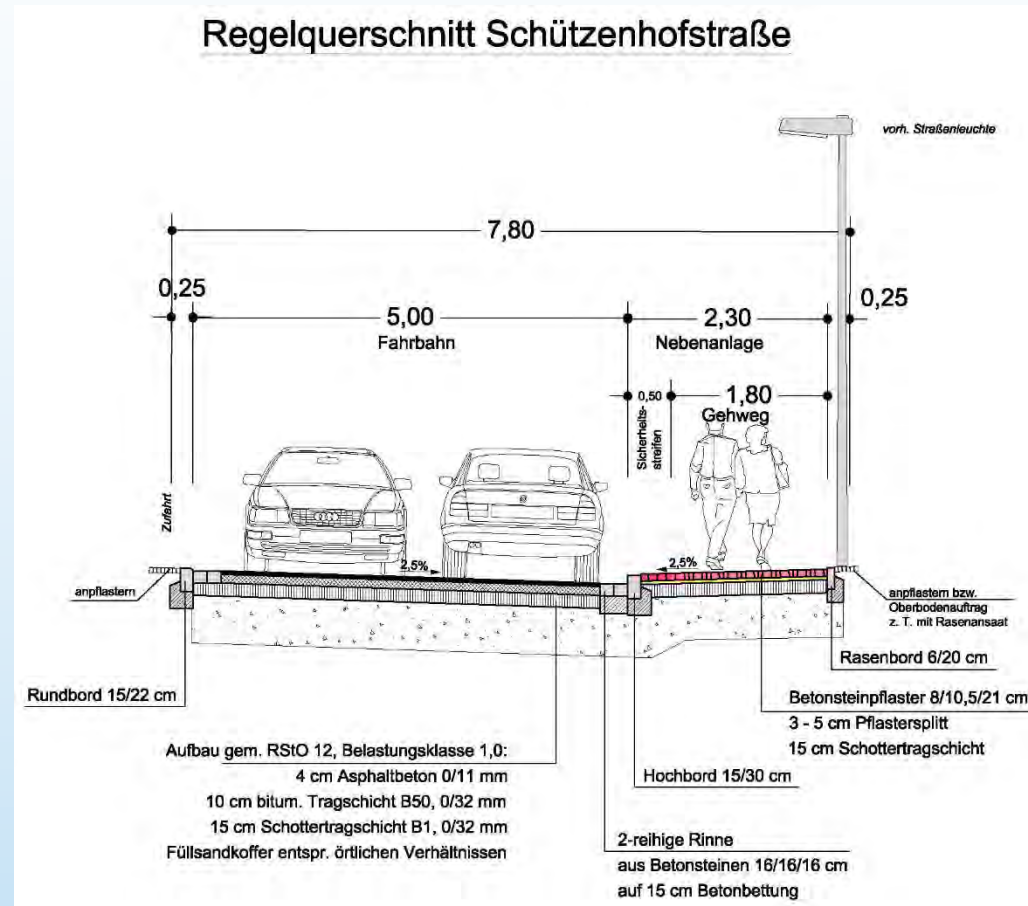 Regelquerschnitt Schützenhofstraße
vorh. Straßenleuchte
7,80
0,25
0,25
5,00
Fahrbahn
2,30
Nebenanlage
0,50
Sicherheits-
streifen
1,80
Gehweg
Zufahrt
2,5%
2,5%
anpflastern
anpflastern bzw.
Oberbodenauftrag
z. T. mit Rasenansaat
Rasenbord 6/20 cm
Rundbord 15/22 cm
Betonsteinpflaster 8/10,5/21 cm
3 - 5 cm Pflastersplitt
15 cm Schottertragschicht
Aufbau gem. RStO 12, Belastungsklasse 1,0:
4 cm Asphaltbeton 0/11 mm
10 cm bitum. Tragschicht B50, 0/32 mm
15 cm Schottertragschicht B1, 0/32 mm
Füllsandkoffer entspr. örtlichen Verhältnissen
Hochbord 15/30 cm
2-reihige Rinne
aus Betonsteinen 16/16/16 cm
auf 15 cm Betonbettung